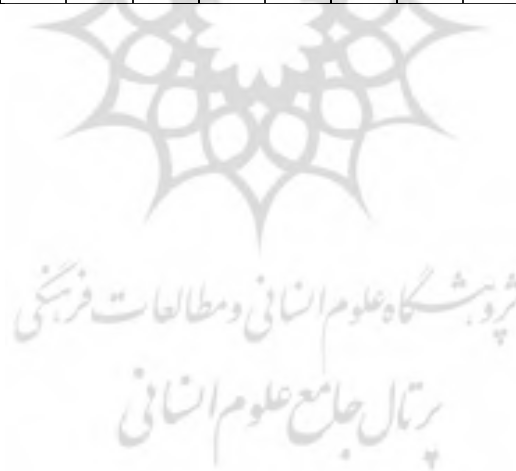 پژوهشگاه علوم انسانی و مطالعات فرهنگی
پرتال جامع علوم انسانی